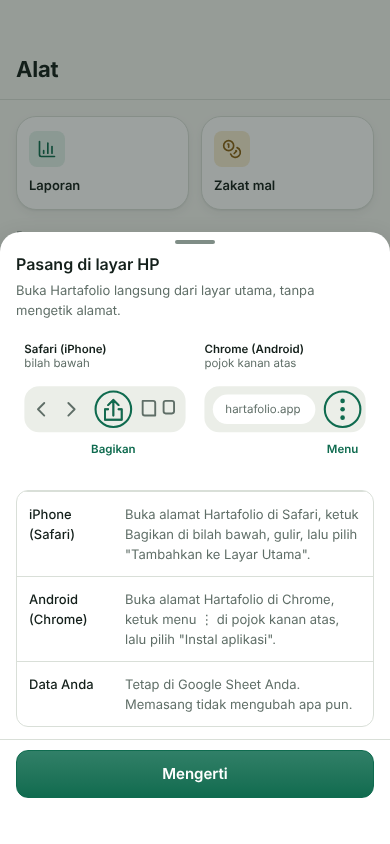 Alat
Laporan
Zakat mal
Pasang di layar HP
Buka Hartafolio langsung dari layar utama, tanpa
mengetik alamat.
Safari (iPhone)
bilah bawah
Chrome (Android)
pojok kanan atas
hartafolio.app
Bagikan
Menu
iPhone
(Safari)
Buka alamat Hartafolio di Safari, ketuk
Bagikan di bilah bawah, gulir, lalu pilih
"Tambahkan ke Layar Utama".
Android
(Chrome)
Buka alamat Hartafolio di Chrome,
ketuk menu ⋮ di pojok kanan atas,
lalu pilih "Instal aplikasi".
Data Anda
Tetap di Google Sheet Anda.
Memasang tidak mengubah apa pun.
Mengerti